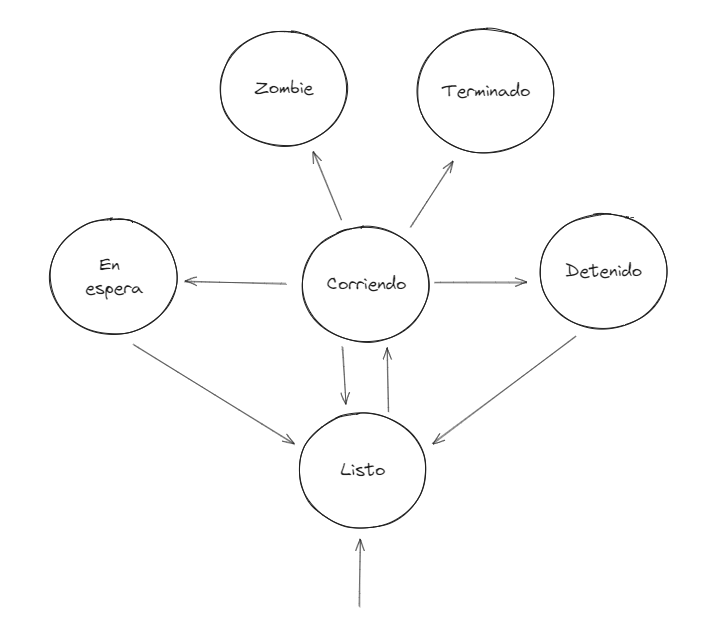 Zombie
Terminado
En
espera
Corriendo
Detenido
Listo